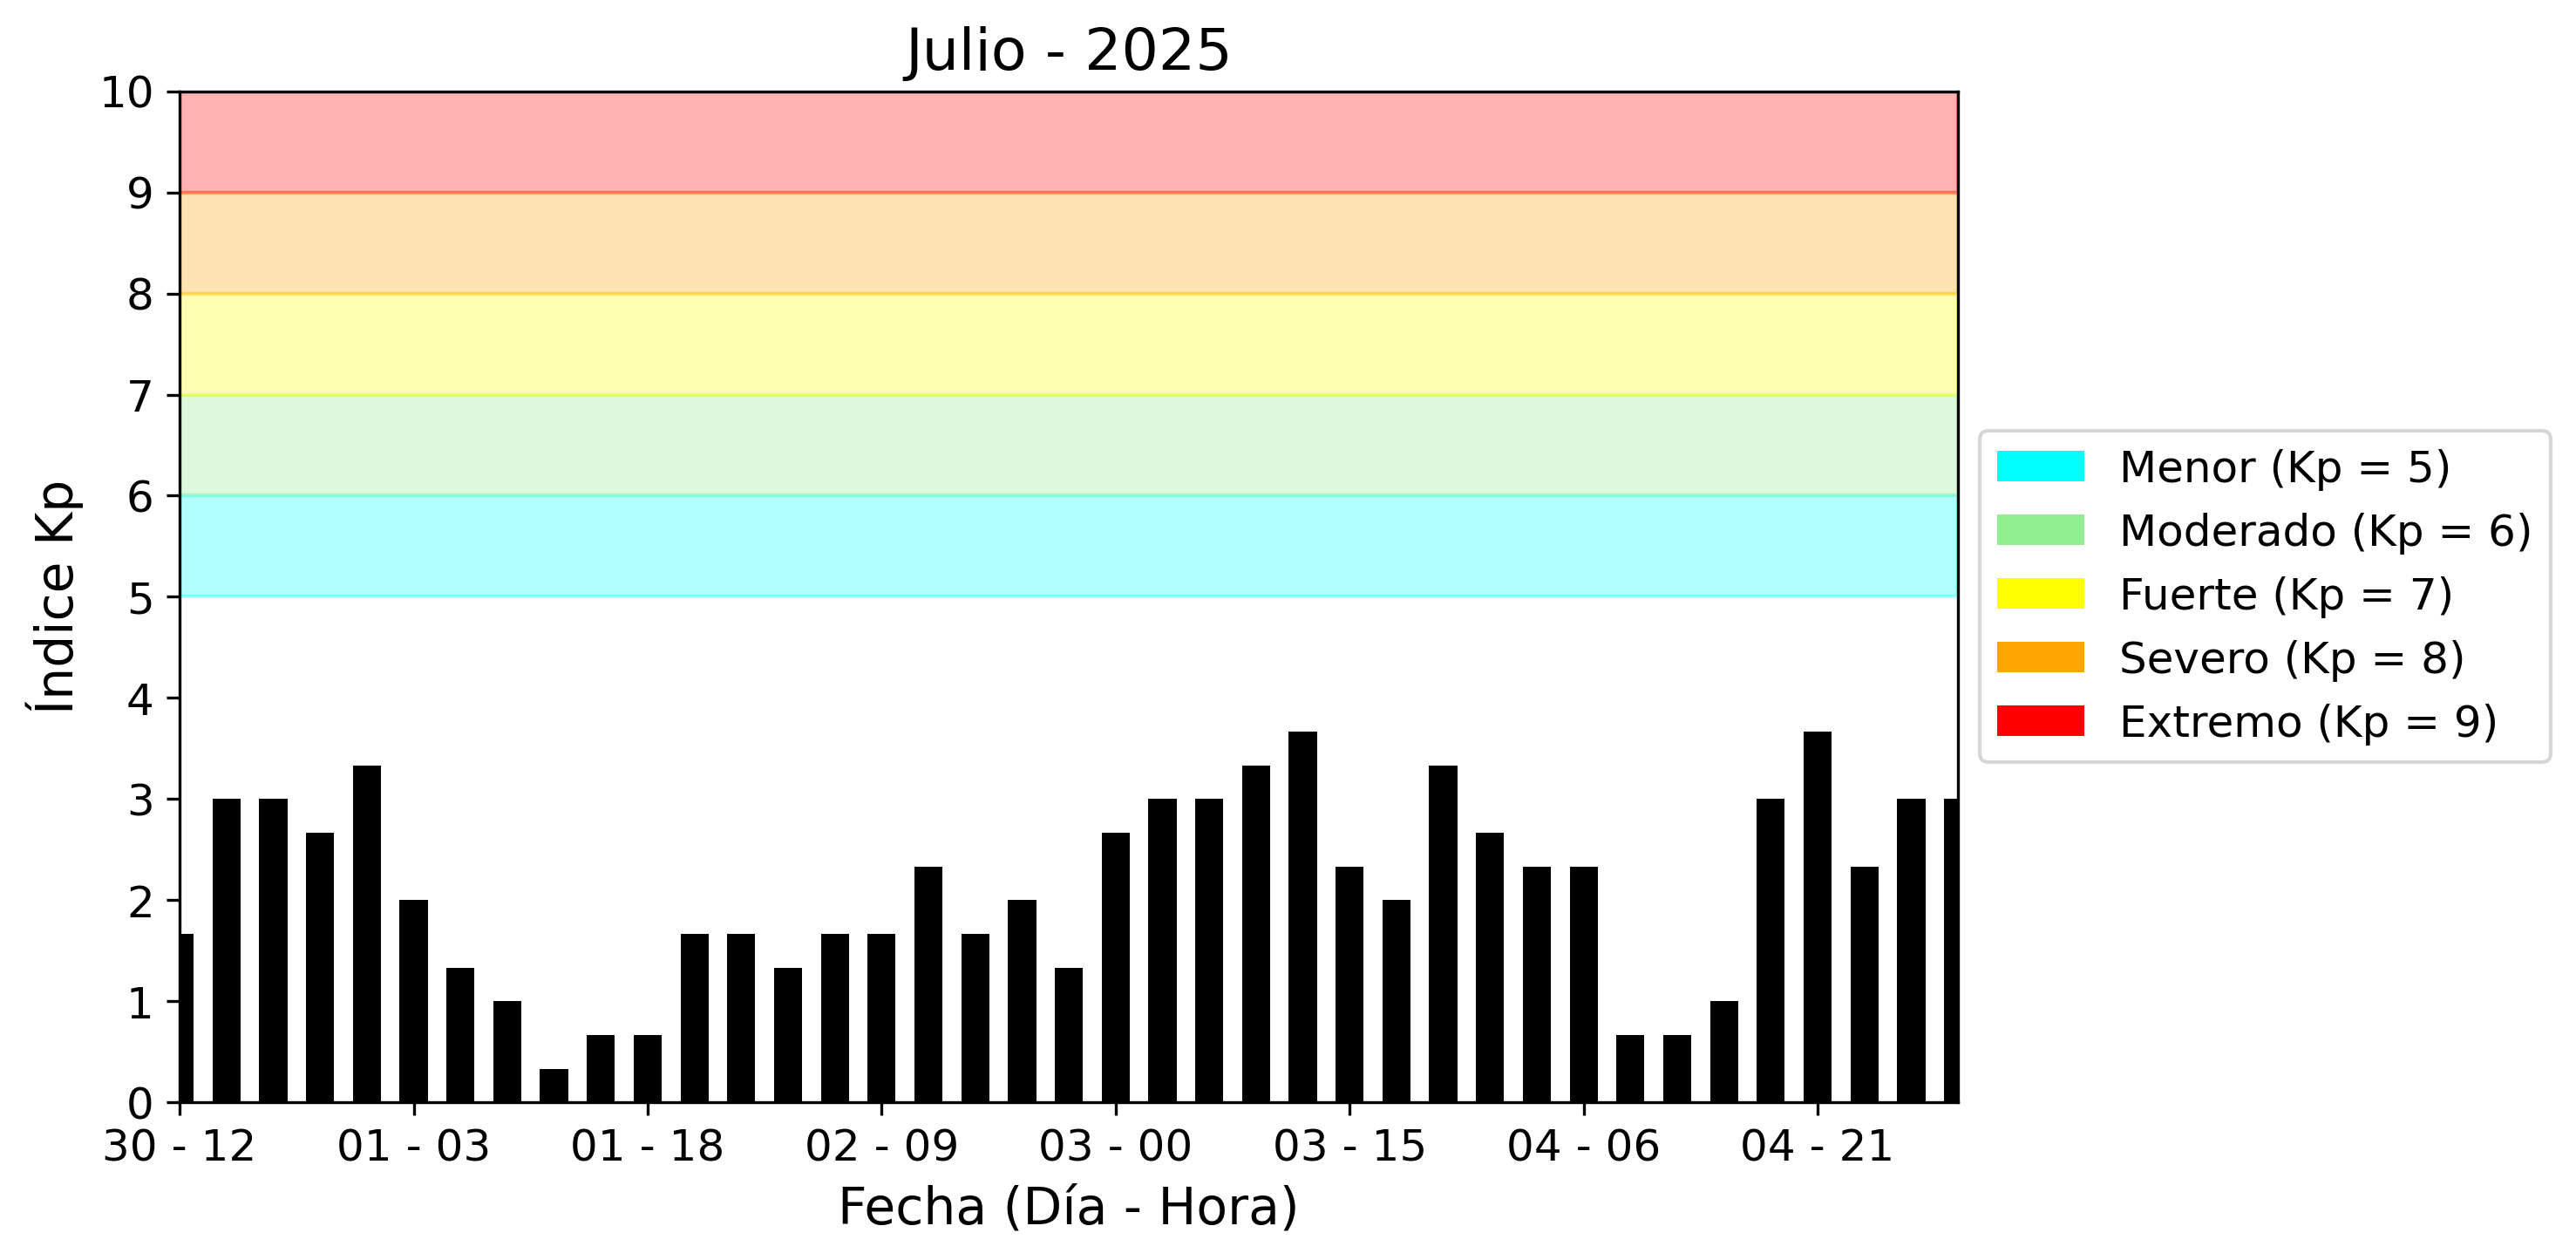 Julio - 2025
10
9
8
7
6
5
4
3
2
1
0
Índice Kp
30 - 12 01 - 03 01 - 18 02 - 09 03 - 00 03 - 15 04 - 06 04 - 21
Fecha (Día - Hora)
Menor (Kp = 5)
Moderado (Kp = 6)
Fuerte (Kp = 7)
Severo (Kp = 8)
Extremo (Kp = 9)